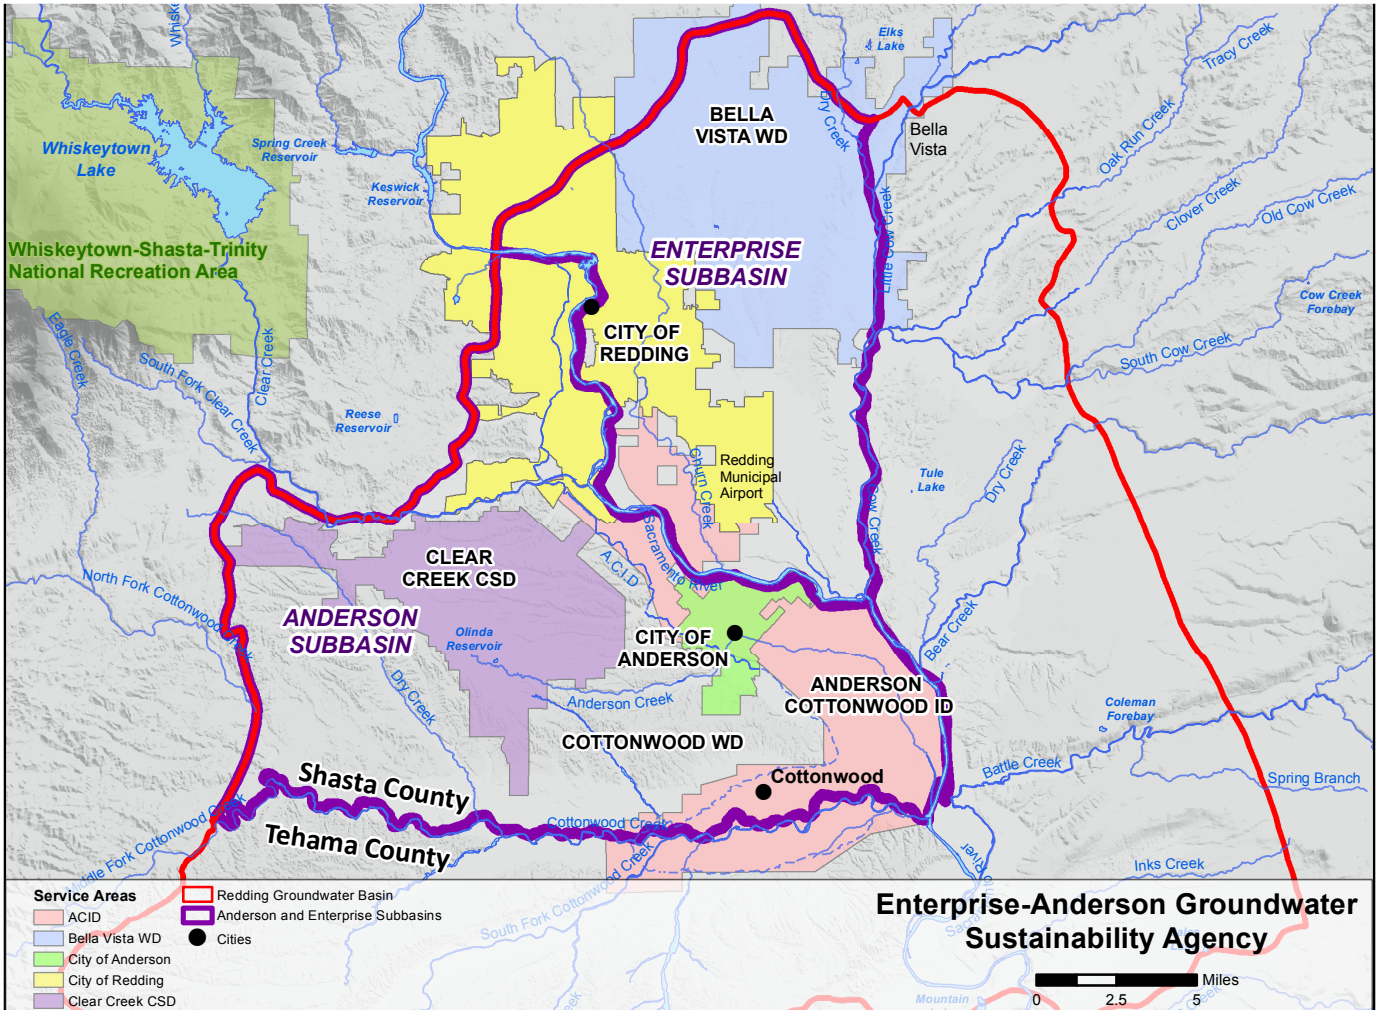 Whiske
Elks
Lake
Tracy Creek
BELLA
VISTA WD
Dry Creek
Bella
Vista
Oak Run Creek
Whiskeytown
Lake
Spring Creek
Reservoir
Keswick
Reservoir
Clover Creek
Old Cow Creek
Little Cow Creek
Whiskeytown-Shasta-Trinity
National Recreation Area
ENTERPRISE
SUBBASIN
Cow Creek
Forebay
Eagle Creek
South Fork Clear Creek
Clear Creek
CITY OF
REDDING
South Cow Creek
Reese
Reservoir
Churn Creek
Redding
Municipal
Airport
Tule
Lake
Dry Creek
Cow Creek
CLEAR
CREEK CSD
A.C.I.D
Sacramento River
North Fork Cottonwood Creek
ANDERSON
SUBBASIN
Olinda
Reservoir
CITY OF
ANDERSON
Bear Creek
Dry Creek
Anderson Creek
ANDERSON
COTTONWOOD ID
Coleman
Forebay
COTTONWOOD WD
Battle Creek
Spring Branch
Shasta County
Cottonwood
Tehama County
Cottonwood Creek
Middle Fork Cottonwood Creek
South Fork Cottonwood Creek
Inks Creek
Service Areas
ACID
Bella Vista WD
City of Anderson
City of Redding
Clear Creek CSD
Redding Groundwater Basin
Anderson and Enterprise Subbasins
Cities
Enterprise-Anderson Groundwater
Sustainability Agency
Miles
0 2.5 5
Mountain
Creek